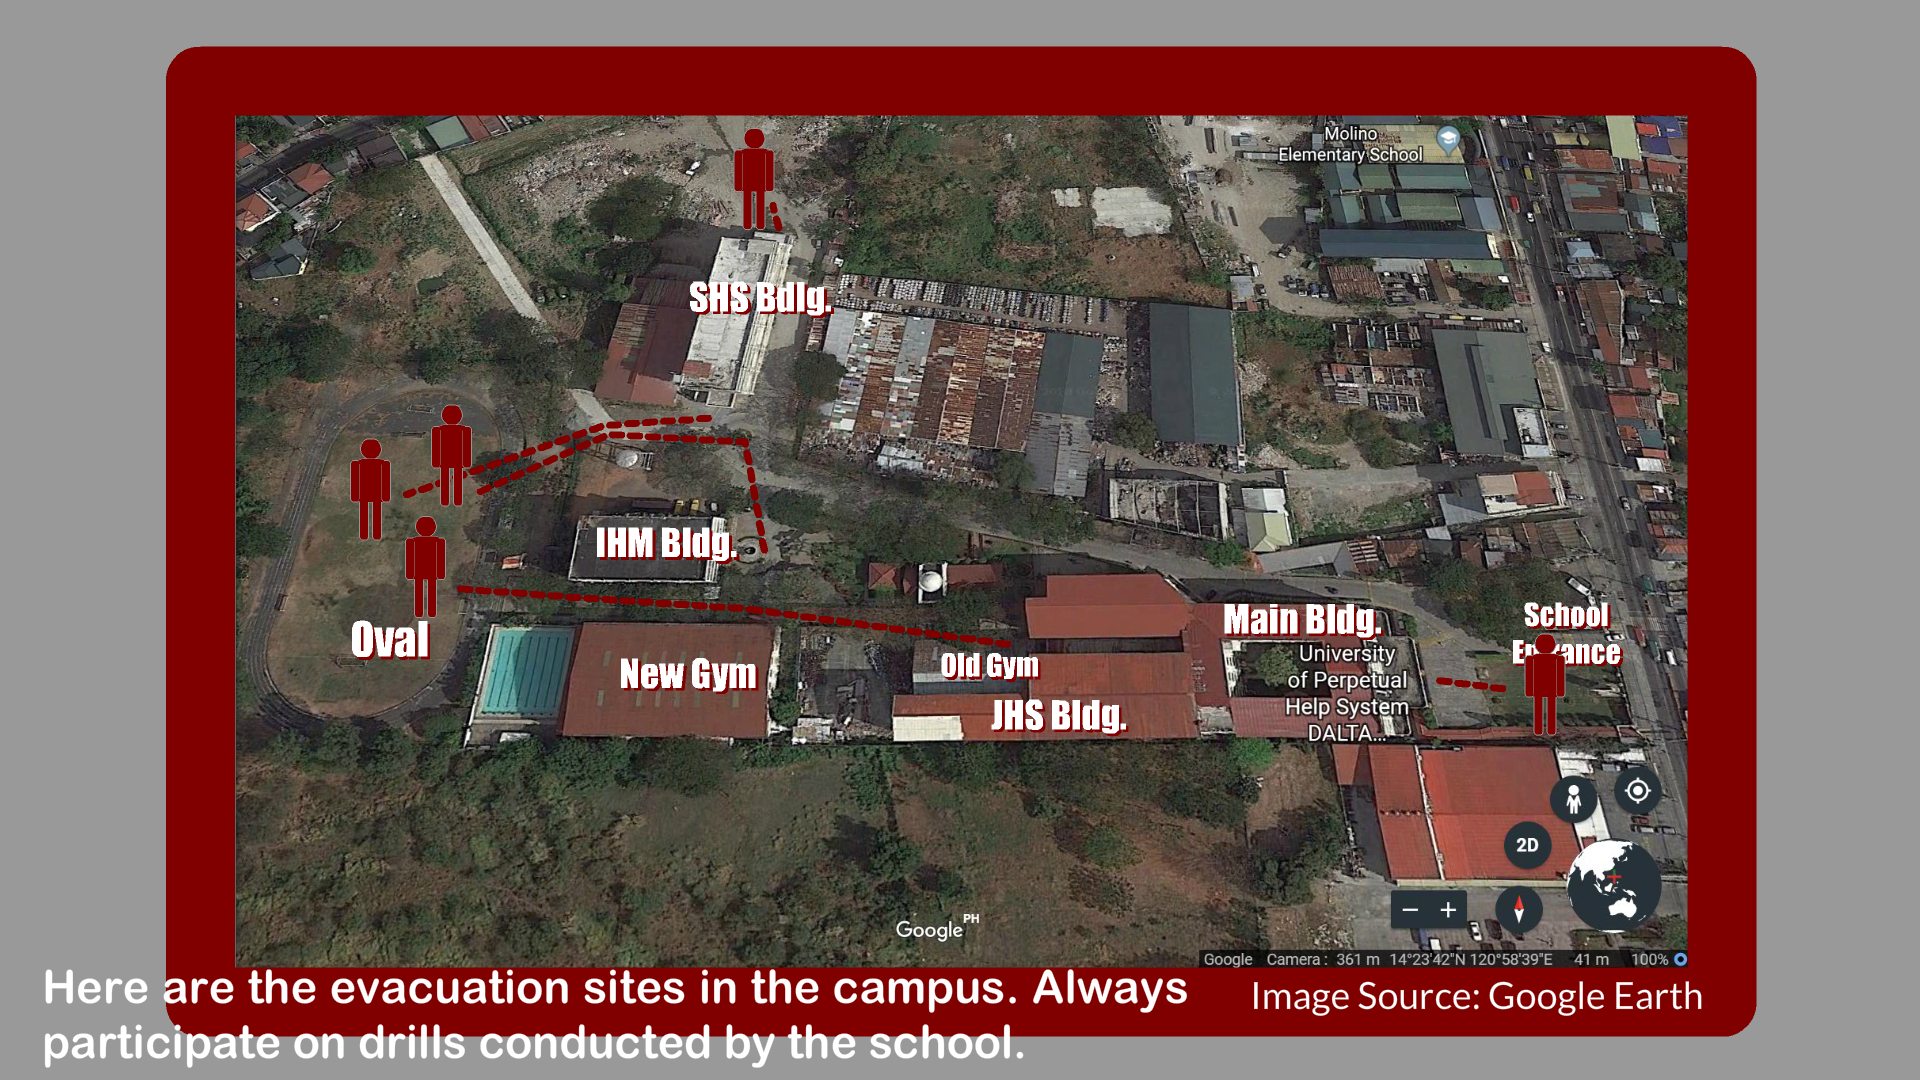 Molino
Elementary School
SHS Bdlg.
IHM Bldg.
Oval
New Gym
Old Gym
JHS Bldg.
Main Bldg.
University
of Perpetual
Help System
DALTA...
School
2D
− +
Google PH
Google Camera : 361 m 14°23'42"N 120°58'39"E 41 m 100%
Here are the evacuation sites in the campus. Always
participate on drills conducted by the school.
Image Source: Google Earth